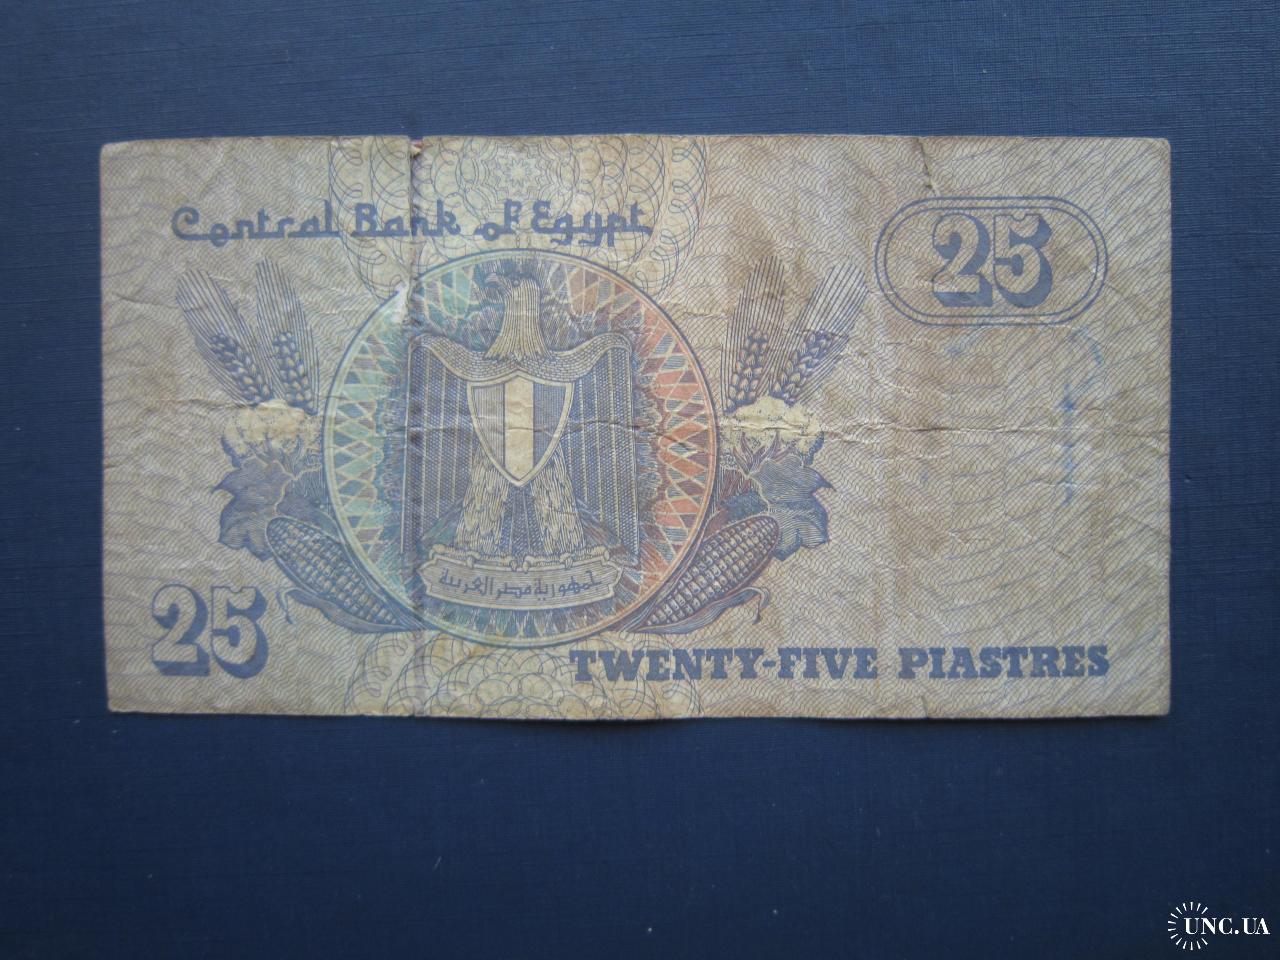 Central Bank of Egypt
25
جمهورية مصر العربية
25
TWENTY-FIVE PIASTRES
UNC.UA